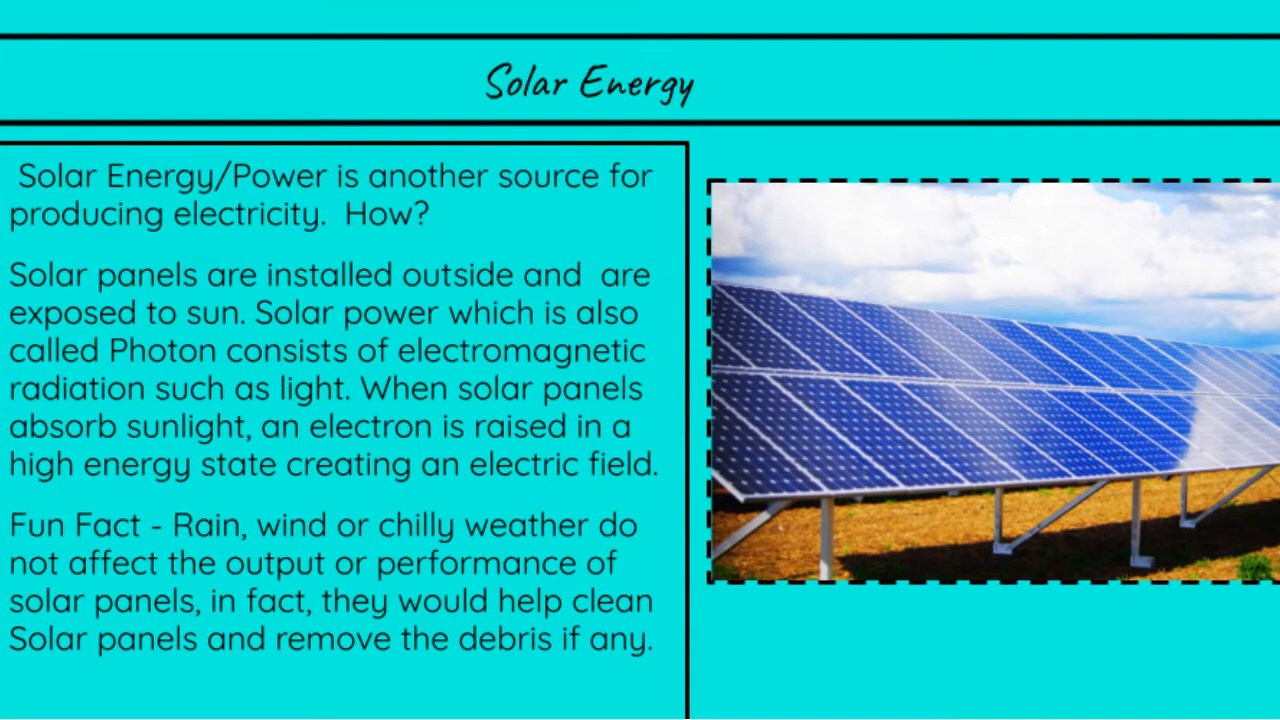 Solar Energy
Solar Energy/Power is another source for
producing electricity. How?
Solar panels are installed outside and are
exposed to sun. Solar power which is also
called Photon consists of electromagnetic
radiation such as light. When solar panels
absorb sunlight, an electron is raised in a
high energy state creating an electric field.
Fun Fact - Rain, wind or chilly weather do
not affect the output or performance of
solar panels, in fact, they would help clean
Solar panels and remove the debris if any.